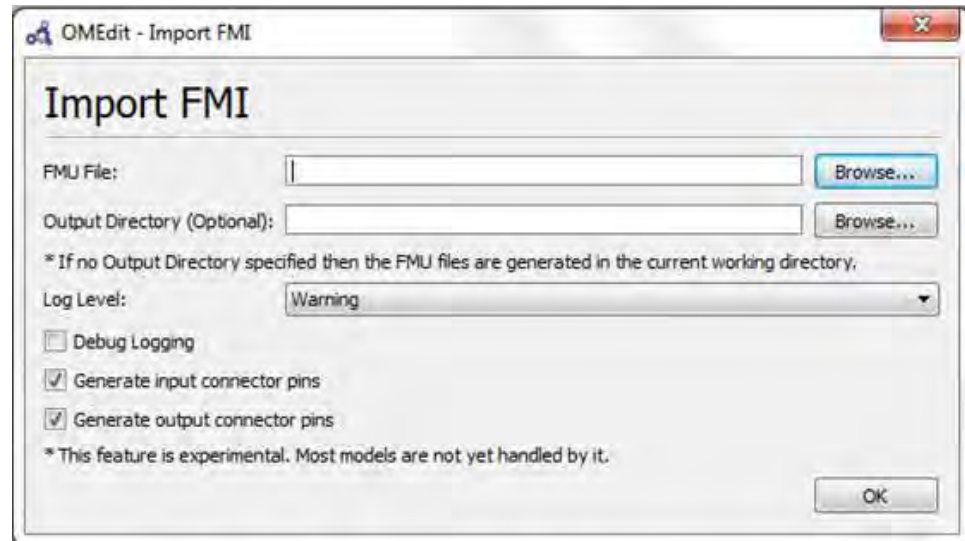 OMEdit - Import FMI
Import FMI
FMU File:
Browse...
Output Directory (Optional):
Browse...
* If no Output Directory specified then the FMU files are generated in the current working directory.
Log Level:
Warning
Debug Logging
Generate input connector pins
Generate output connector pins
* This feature is experimental. Most models are not yet handled by it.
OK